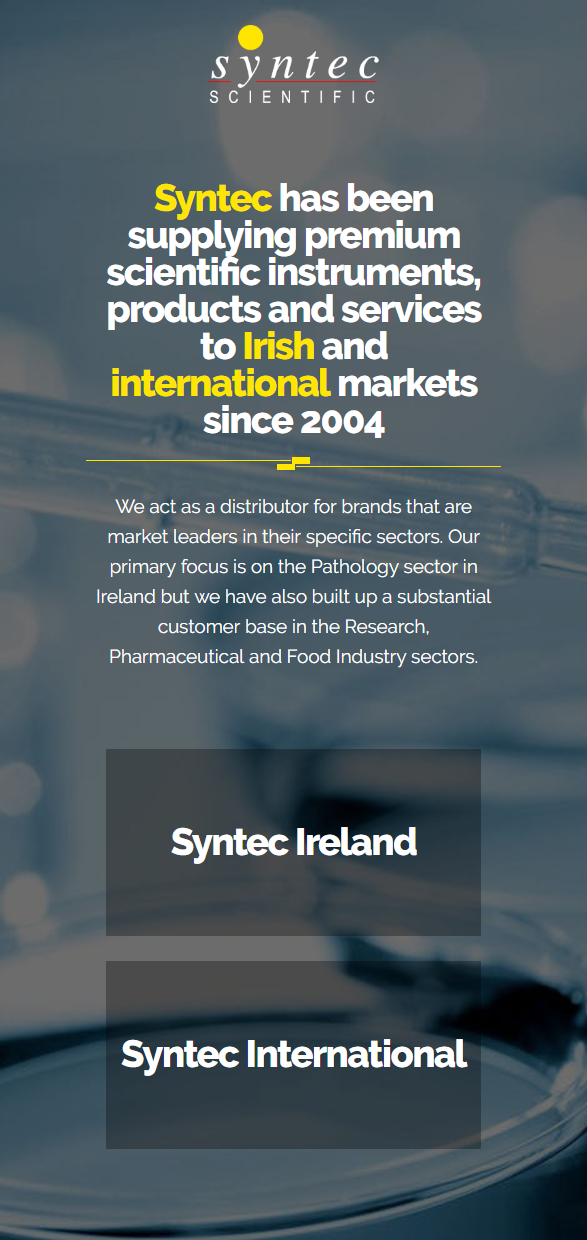 syntec
SCIENTIFIC
Syntec has been
supplying premium
scientific instruments,
products and services
to Irish and
international markets
since 2004
We act as a distributor for brands that are
market leaders in their specific sectors. Our
primary focus is on the Pathology sector in
Ireland but we have also built up a substantial
customer base in the Research,
Pharmaceutical and Food Industry sectors.
Syntec Ireland
Syntec International